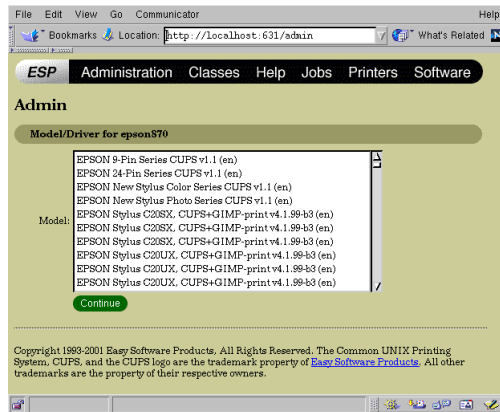 File Edit View Go Communicator Help
Bookmarks Location: http://localhost:631/admin What's Related
ESP Administration Classes Help Jobs Printers Software
Admin
Model/Driver for epson870
Model:
EPSON 9-Pin Series CUPS v1.1 (en)
EPSON 24-Pin Series CUPS v1.1 (en)
EPSON New Stylus Color Series CUPS v1.1 (en)
EPSON New Stylus Photo Series CUPS v1.1 (en)
EPSON Stylus C20SX, CUPS+GIMP-print v4.1.99-b3 (en)
EPSON Stylus C20SX, CUPS+GIMP-print v4.1.99-b3 (en)
EPSON Stylus C20UX, CUPS+GIMP-print v4.1.99-b3 (en)
EPSON Stylus C20UX, CUPS+GIMP-print v4.1.99-b3 (en)
EPSON Stylus C20UX, CUPS+GIMP-print v4.1.99-b3 (en)
EPSON Stylus C20UX, CUPS+GIMP-print v4.1.99-b3 (en)
Continue
Copyright 1993-2001 Easy Software Products, All Rights Reserved. The Common UNIX Printing
System, CUPS, and the CUPS logo are the trademark property of Easy Software Products. All other
trademarks are the property of their respective owners.